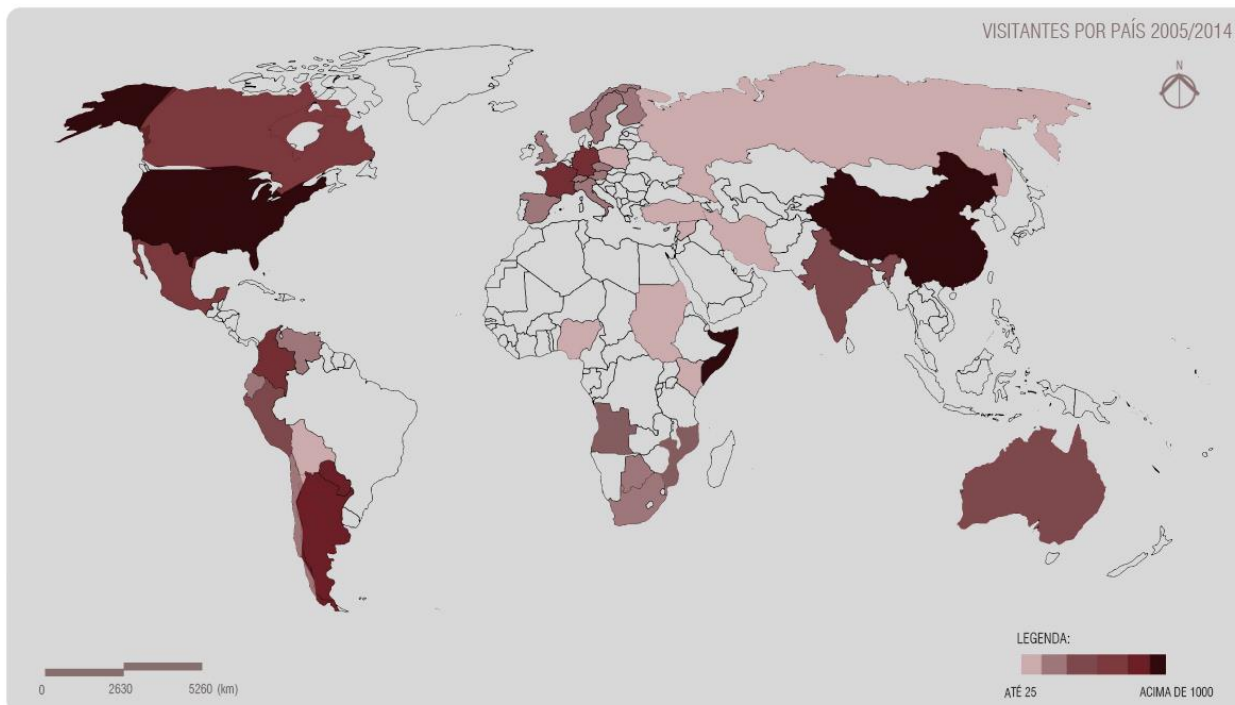 VISITANTES POR PAÍS 2005/2014
N
LEGENDA:
ATÉ 25
ACIMA DE 1000
0 2630 5260 (km)